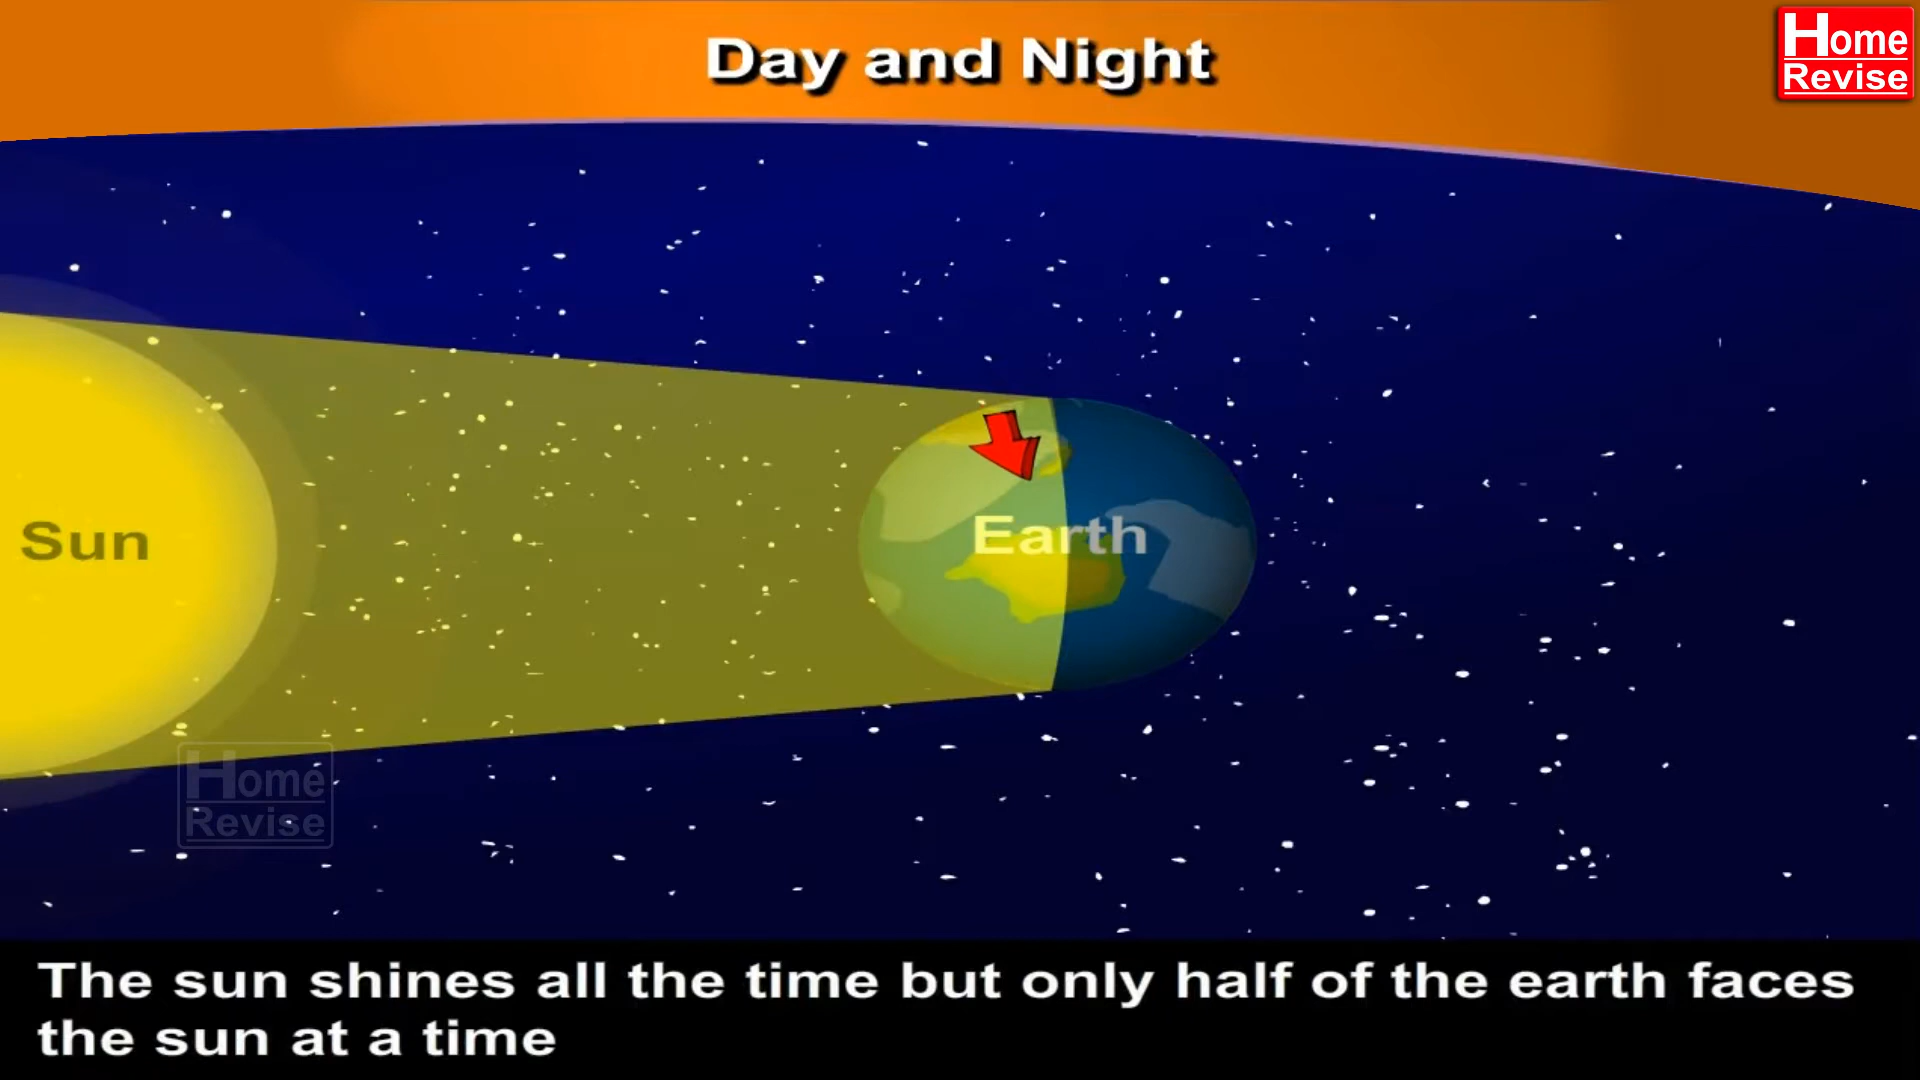 Day and Night
Home
Revise
Sun
Earth
Home
Revise
The sun shines all the time but only half of the earth faces
the sun at a time